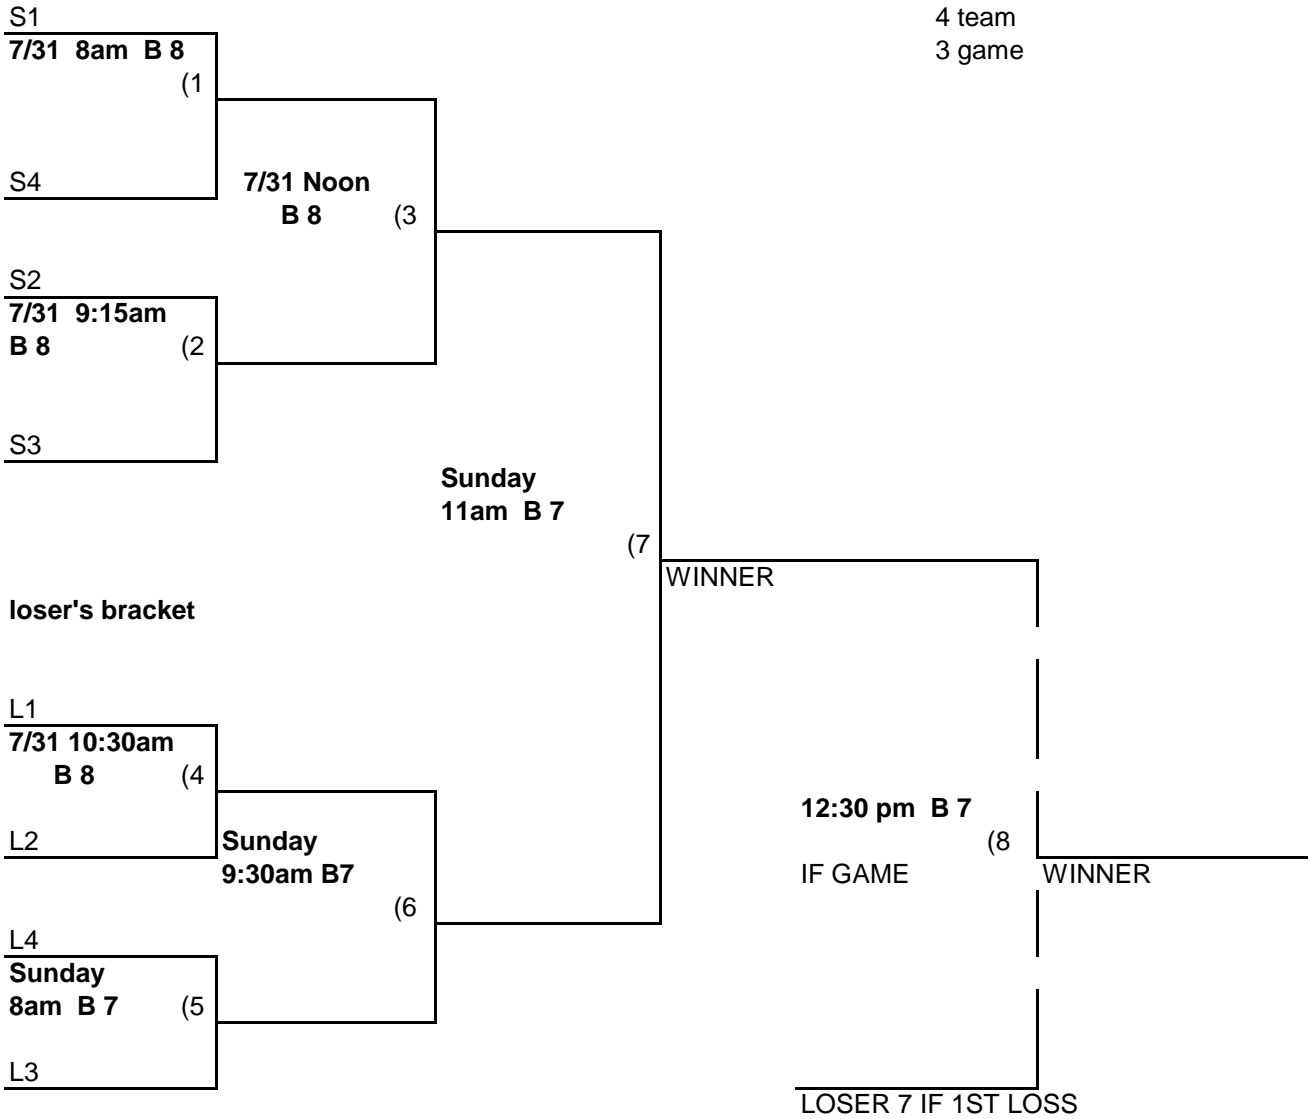 S1
4 team
7/31  8am  B 8
3 game
(1
S4
7/31 Noon
B 8
(3
S2
7/31  9:15am
B 8
(2
S3
Sunday
11am  B 7
(7
WINNER
loser's bracket
L1
7/31 10:30am
B 8
(4
L2
Sunday
9:30am B7
(6
12:30 pm  B 7
(8
IF GAME
WINNER
L4
Sunday
8am  B 7
(5
L3
LOSER 7 IF 1ST LOSS